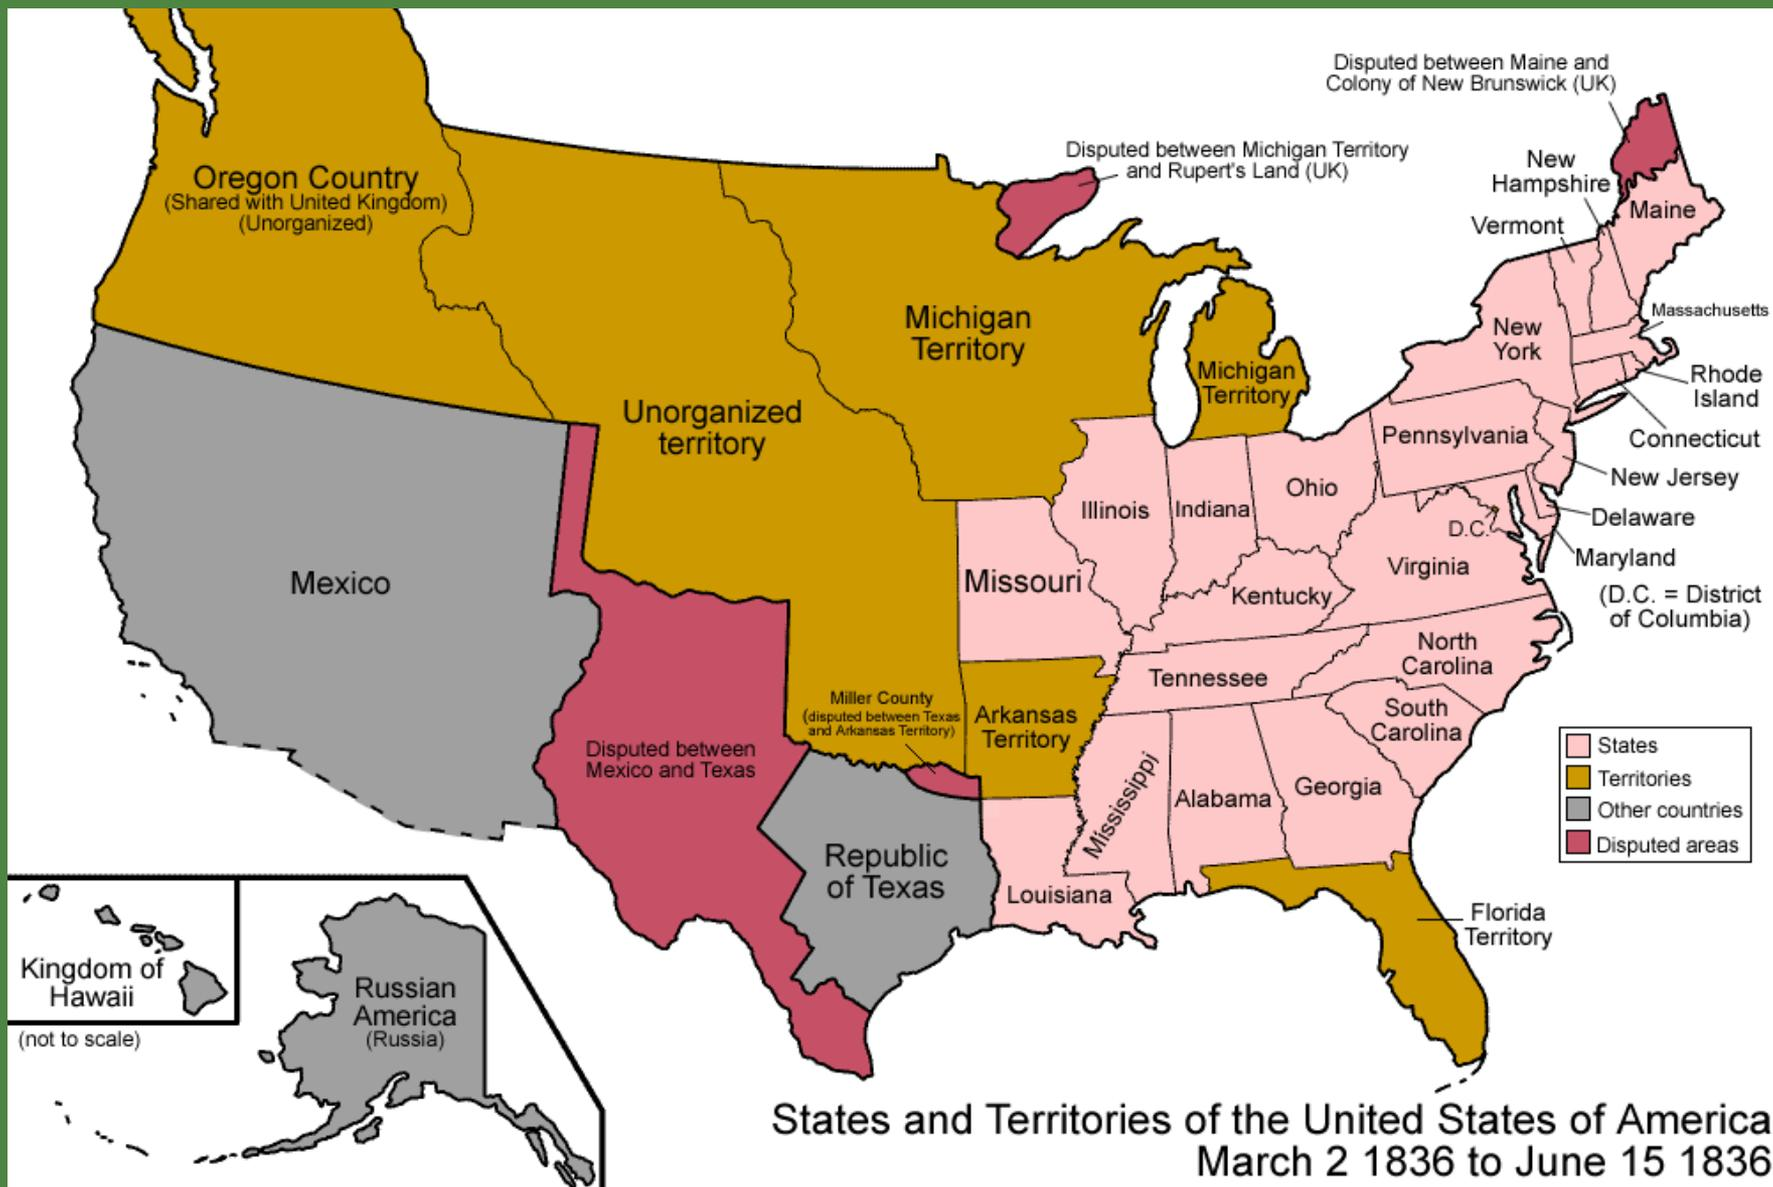 Disputed between Maine and
Colony of New Brunswick (UK)
Disputed between Michigan Territory
and Rupert's Land (UK)
New
Hampshire
Vermont
Maine
Oregon Country
(Shared with United Kingdom)
(Unorganized)
Michigan
Territory
Massachusetts
New
York
Michigan
Territory
Rhode
Island
Unorganized
territory
Connecticut
Pennsylvania
New Jersey
Illinois
Indiana
Ohio
Delaware
D.C.
Maryland
Virginia
Mexico
Missouri
Kentucky
(D.C. = District
of Columbia)
North
Carolina
Tennessee
Miller County
(disputed between Texas
and Arkansas Territory)
Arkansas
Territory
South
Carolina
Disputed between
Mexico and Texas
Mississippi
Alabama
Georgia
States
Territories
Other countries
Disputed areas
Republic
of Texas
Louisiana
Florida
Territory
Kingdom of
Hawaii
(not to scale)
Russian
America
(Russia)
States and Territories of the United States of America
March 2 1836 to June 15 1836